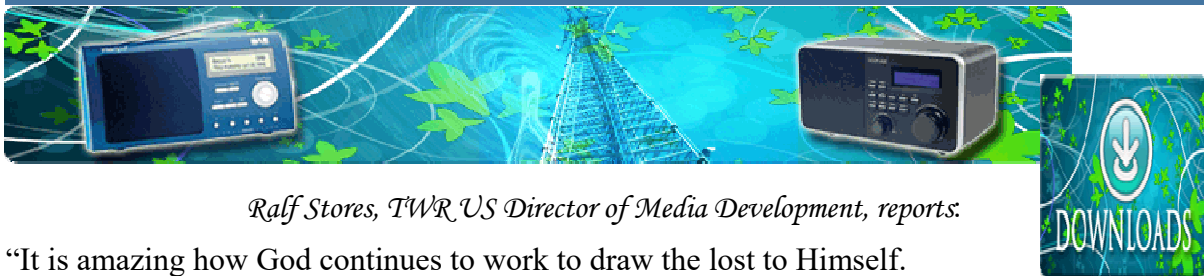 Ralf Stores, TWR US Director of Media Development, reports:
“It is amazing how God continues to work to draw the lost to Himself.
DOWNLOADS